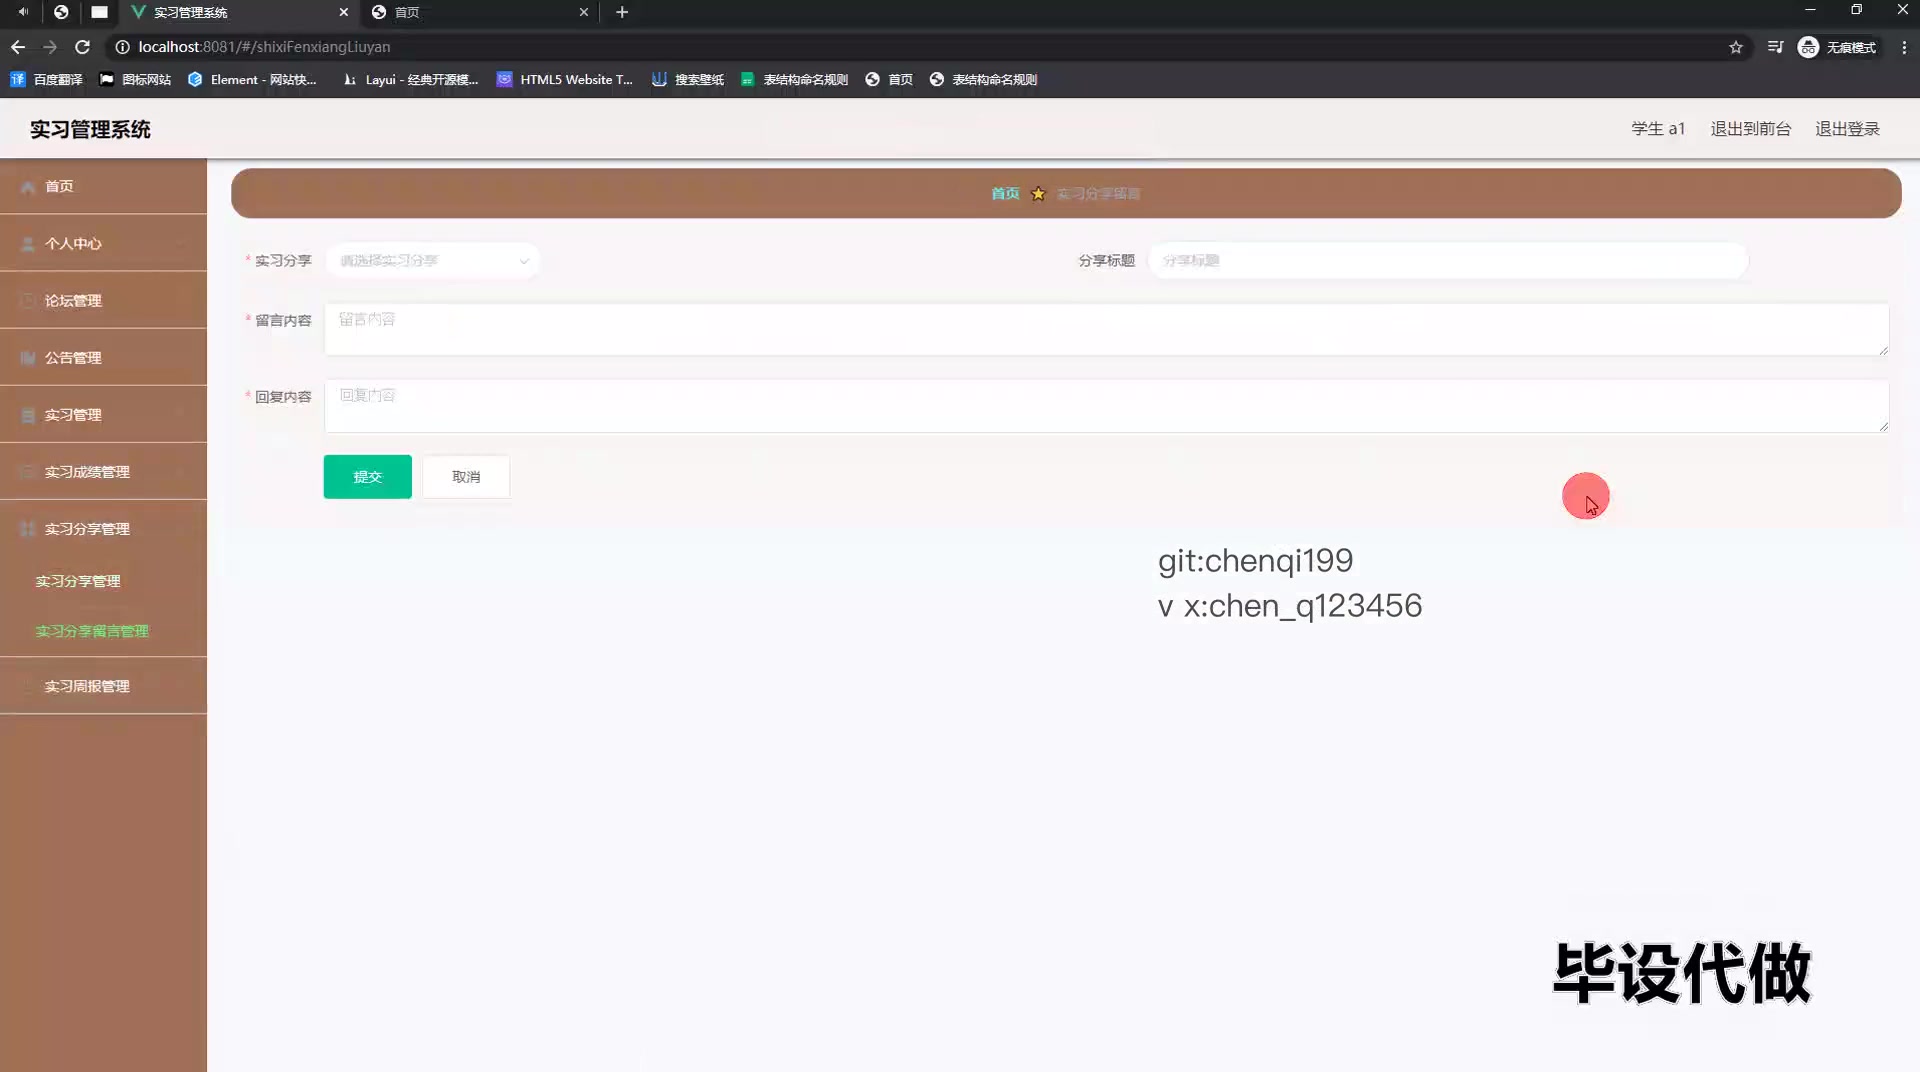 实习管理系统
首页
localhost:8081/#/shixiFenxiangLiuyan
无痕模式
百度翻译
图标网站
Element - 网站快...
Layui - 经典开源模...
HTML5 Website T...
搜索壁纸
表结构命名规则
首页
表结构命名规则
实习管理系统
学生 a1
退出到前台
退出登录
首页
个人中心
论坛管理
公告管理
实习管理
实习成绩管理
实习分享管理
实习分享管理
实习分享留言管理
实习周报管理
首页
实习分享留言
* 实习分享
请选择实习分享
分享标题
分享标题
* 留言内容
留言内容
* 回复内容
回复内容
提交
取消
git:chenqi199
v x:chen_q123456
毕设代做